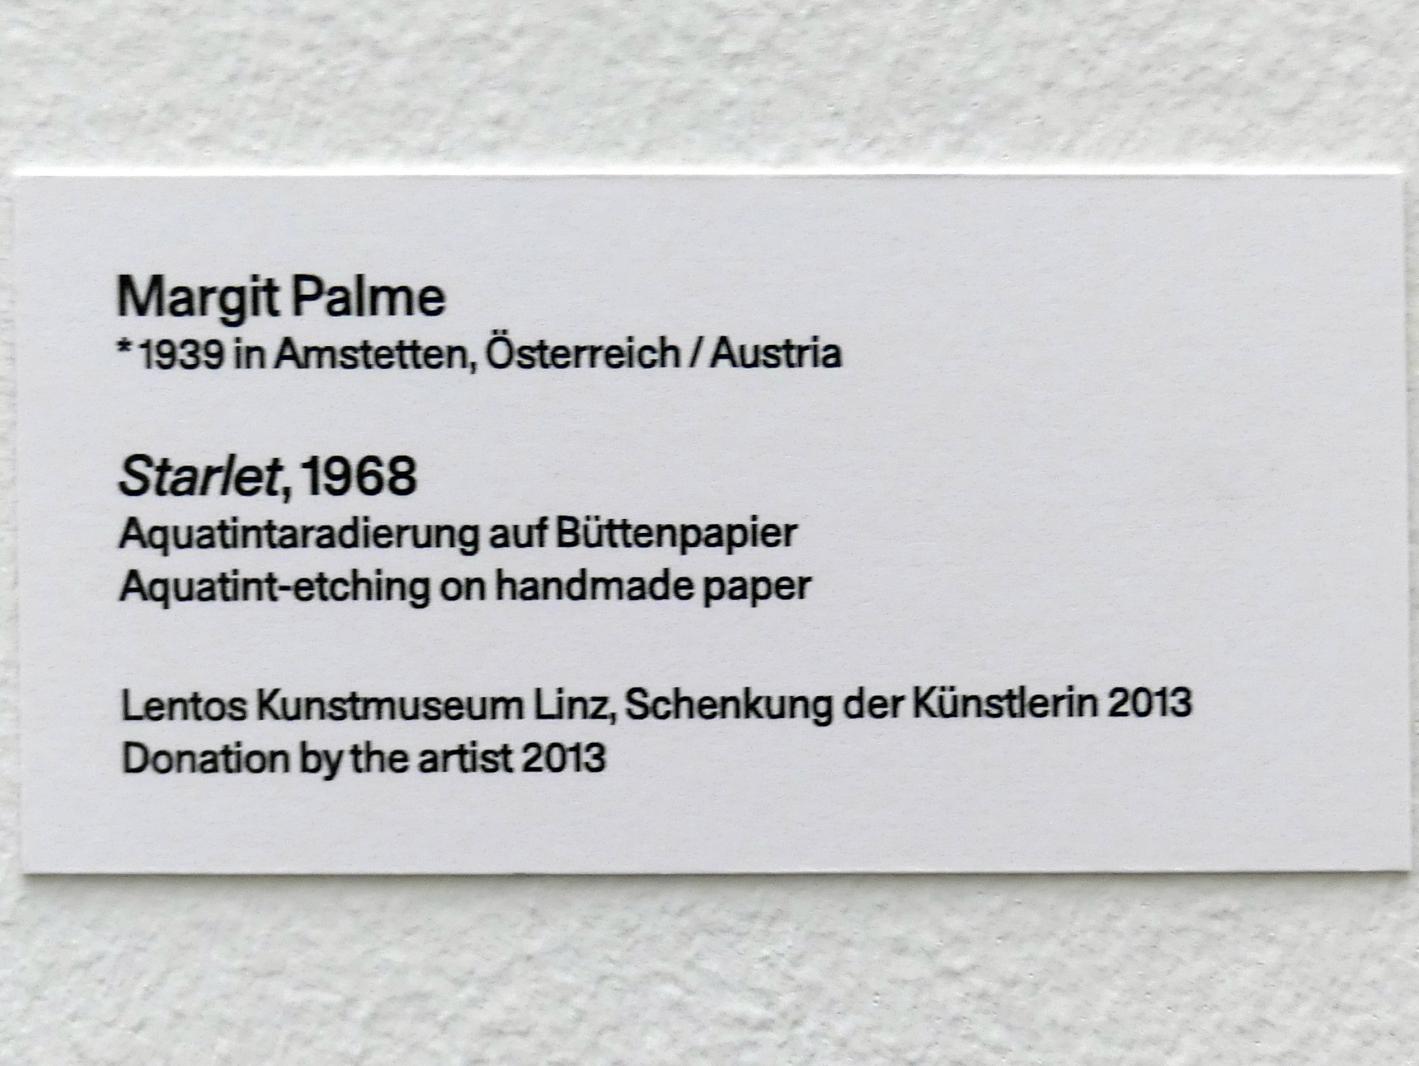 Margit Palme
*1939 in Amstetten, Österreich / Austria
Starlet, 1968
Aquatintaradierung auf Büttenpapier
Aquatint-etching on handmade paper
Lentos Kunstmuseum Linz, Schenkung der Künstlerin 2013
Donation by the artist 2013